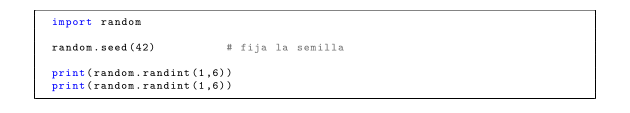 import random
random.seed(42) # fija la semilla
print(random.randint(1,6))
print(random.randint(1,6))